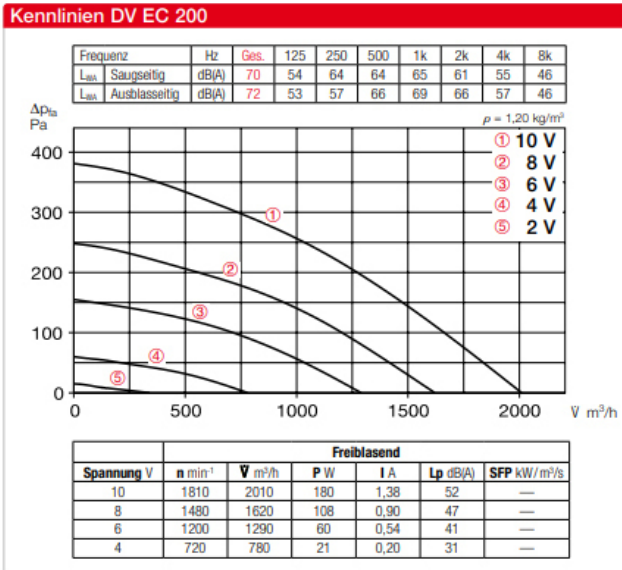 Kennlinien DV EC 200
Frequenz Hz Ges. 125 250 500 1k 2k 4k 8k
LWA Saugseitig dB(A) 70 54 64 64 65 61 55 46
LWA Ausblasseitig dB(A) 72 53 57 66 69 66 57 46
Δpfa
Pa
ρ = 1,20 kg/m³
① 10 V
② 8 V
③ 6 V
④ 4 V
⑤ 2 V
400
300
200
100
0
①
②
③
④
⑤
0 500 1000 1500 2000 V̇ m³/h
Freiblasend
Spannung V n min-1 V̇ m³/h P W I A Lp dB(A) SFP kW/m³/s
10 1810 2010 180 1,38 52 —
8 1480 1620 108 0,90 47 —
6 1200 1290 60 0,54 41 —
4 720 780 21 0,20 31 —